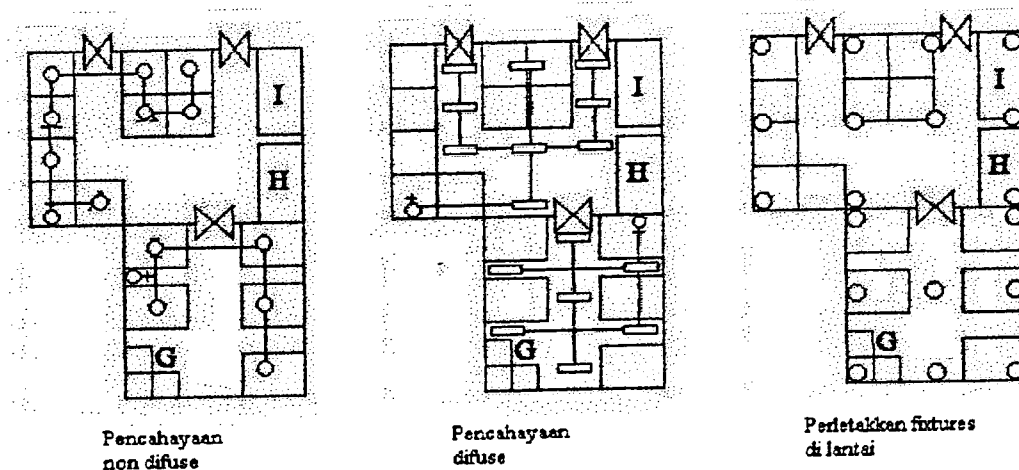 I
H
G
I
H
G
I
H
G
Pencahayaan
non difuse
Pencahayaan
difuse
Perletakkan fixtures
di lantai